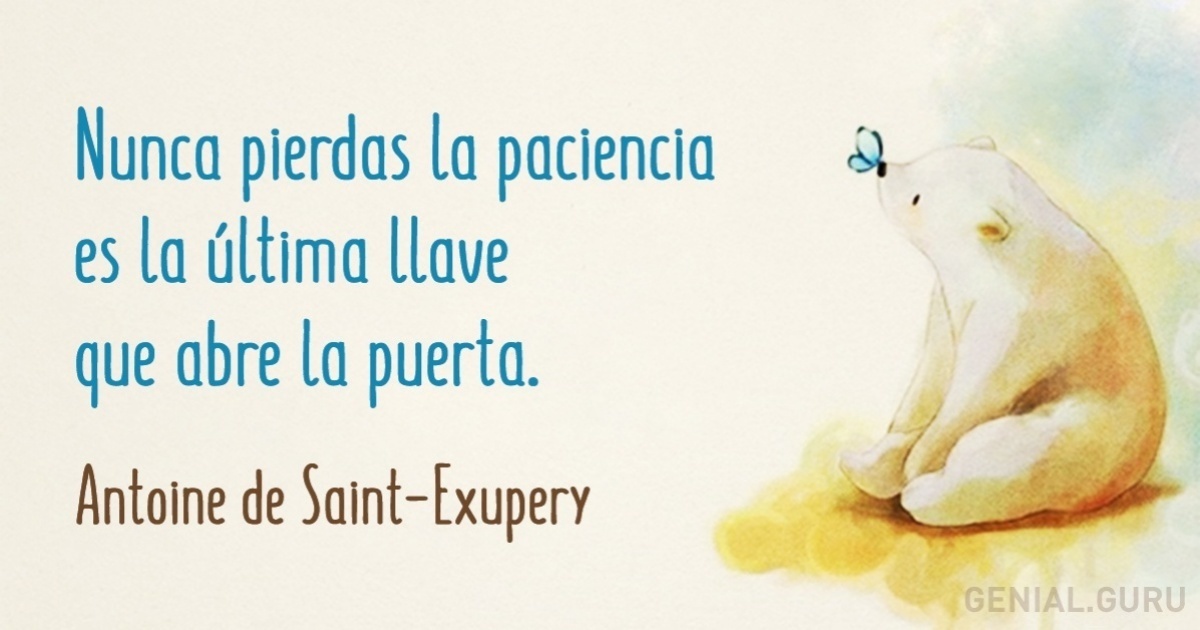 Nunca pierdas la paciencia
es la última llave
que abre la puerta.
Antoine de Saint-Exupery
GENIAL.GURU